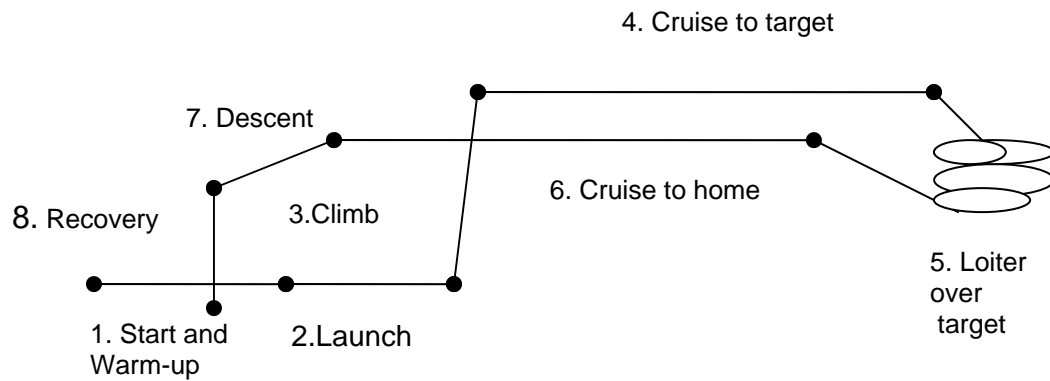 4. Cruise to target
7. Descent
6. Cruise to home
3.Climb
8. Recovery
5. Loiter
over
target
1. Start and
Warm-up
2.Launch